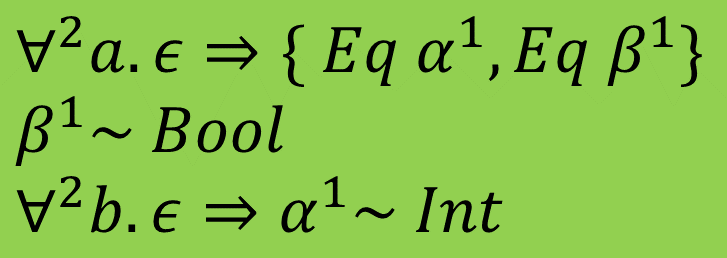 ∀²a. ϵ ⇒ { Eq α¹, Eq β¹}
β¹~ Bool
∀²b. ϵ ⇒ α¹~ Int